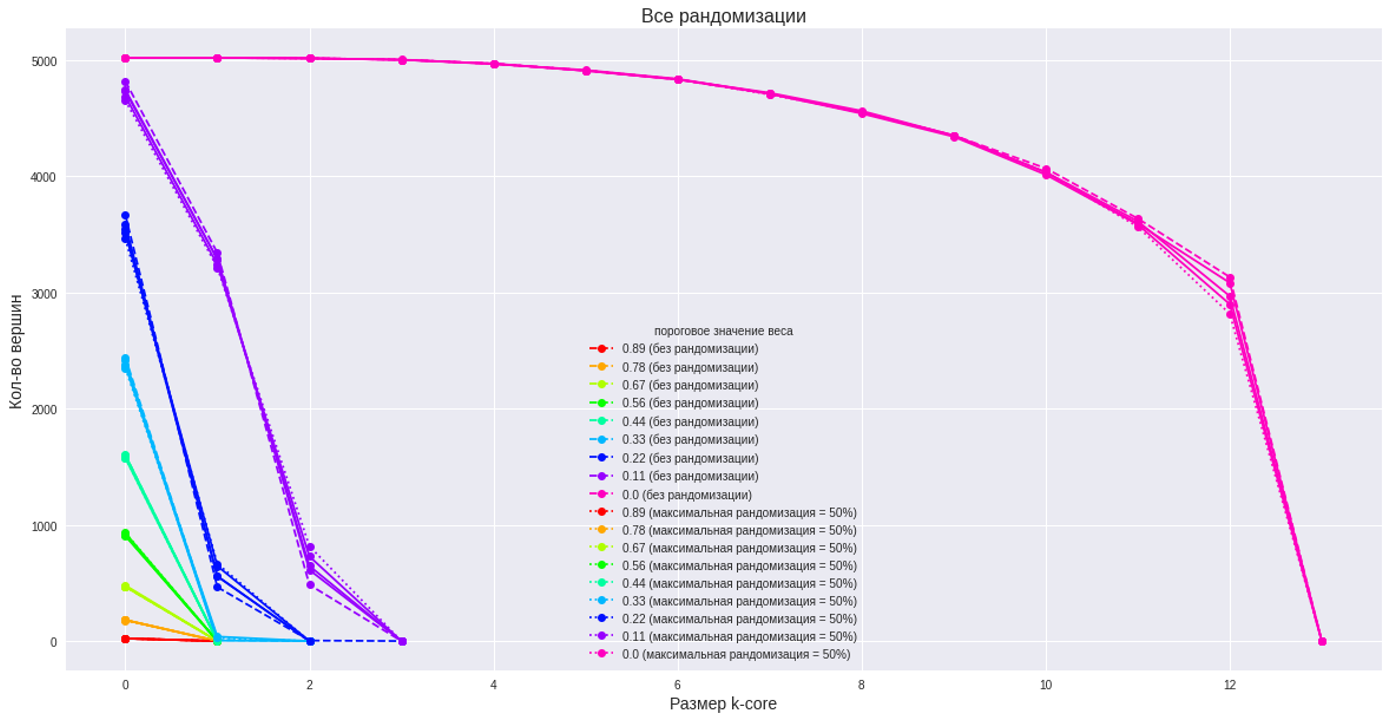 Все рандомизации
5000
4000
3000
2000
1000
0
Кол-во вершин
пороговое значение веса
0.89 (без рандомизации)
0.78 (без рандомизации)
0.67 (без рандомизации)
0.56 (без рандомизации)
0.44 (без рандомизации)
0.33 (без рандомизации)
0.22 (без рандомизации)
0.11 (без рандомизации)
0.0 (без рандомизации)
0.89 (максимальная рандомизация = 50%)
0.78 (максимальная рандомизация = 50%)
0.67 (максимальная рандомизация = 50%)
0.56 (максимальная рандомизация = 50%)
0.44 (максимальная рандомизация = 50%)
0.33 (максимальная рандомизация = 50%)
0.22 (максимальная рандомизация = 50%)
0.11 (максимальная рандомизация = 50%)
0.0 (максимальная рандомизация = 50%)
0 2 4 6 8 10 12
Размер k-core